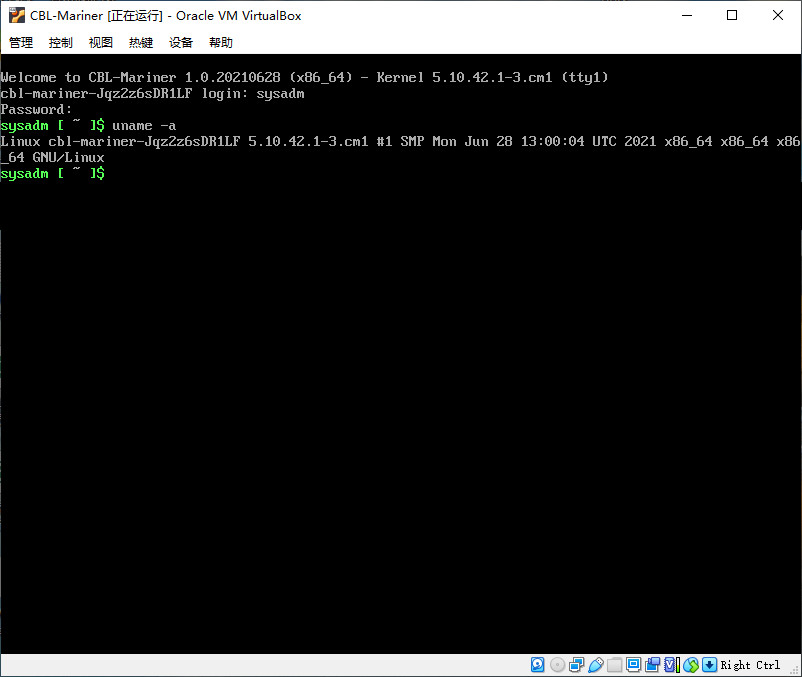 CBL-Mariner [正在运行] - Oracle VM VirtualBox
管理 控制 视图 热键 设备 帮助
Welcome to CBL-Mariner 1.0.20210628 (x86_64) - Kernel 5.10.42.1-3.cm1 (tty1)
cbl-mariner-Jqz2z6sDR1LF login: sysadm
Password:
sysadm [ ~ ]$ uname -a
Linux cbl-mariner-Jqz2z6sDR1LF 5.10.42.1-3.cm1 #1 SMP Mon Jun 28 13:00:04 UTC 2021 x86_64 x86_64 x86
_64 GNU/Linux
sysadm [ ~ ]$
Right Ctrl